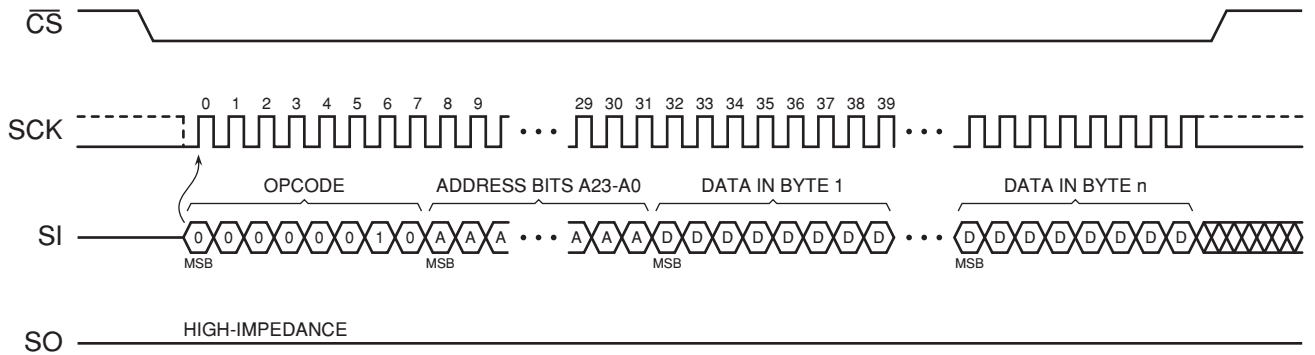 CS
0 1 2 3 4 5 6 7 8 9 29 30 31 32 33 34 35 36 37 38 39
SCK
OPCODE ADDRESS BITS A23-A0 DATA IN BYTE 1 DATA IN BYTE n
SI 0 0 0 0 0 0 1 0 A A A A A A D D D D D D D D D D D D D D D D
MSB MSB MSB MSB
HIGH-IMPEDANCE
SO